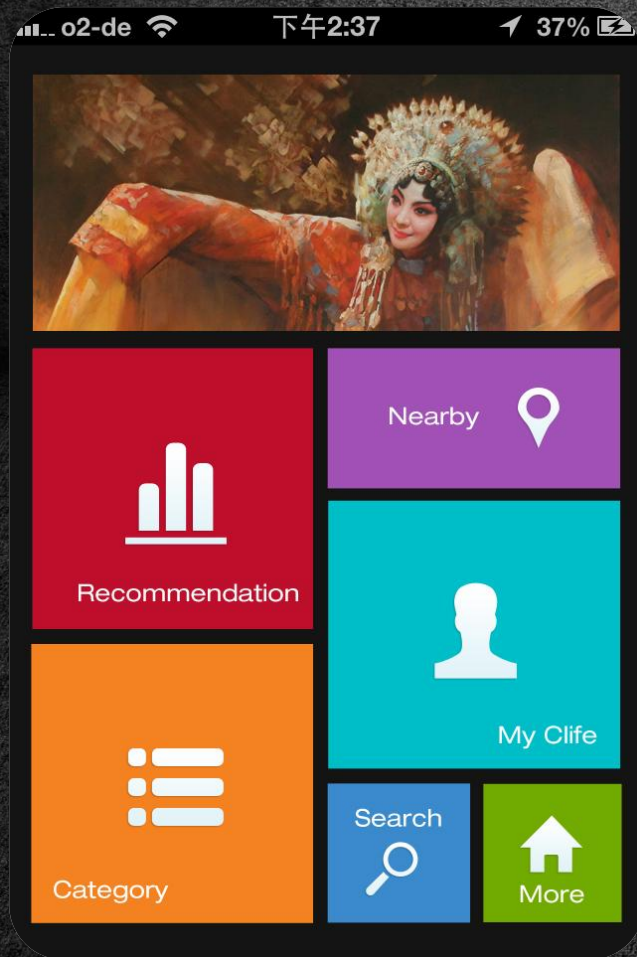 o2-de 下午2:37 37%
Nearby
Recommendation
My Clife
Category
Search
More